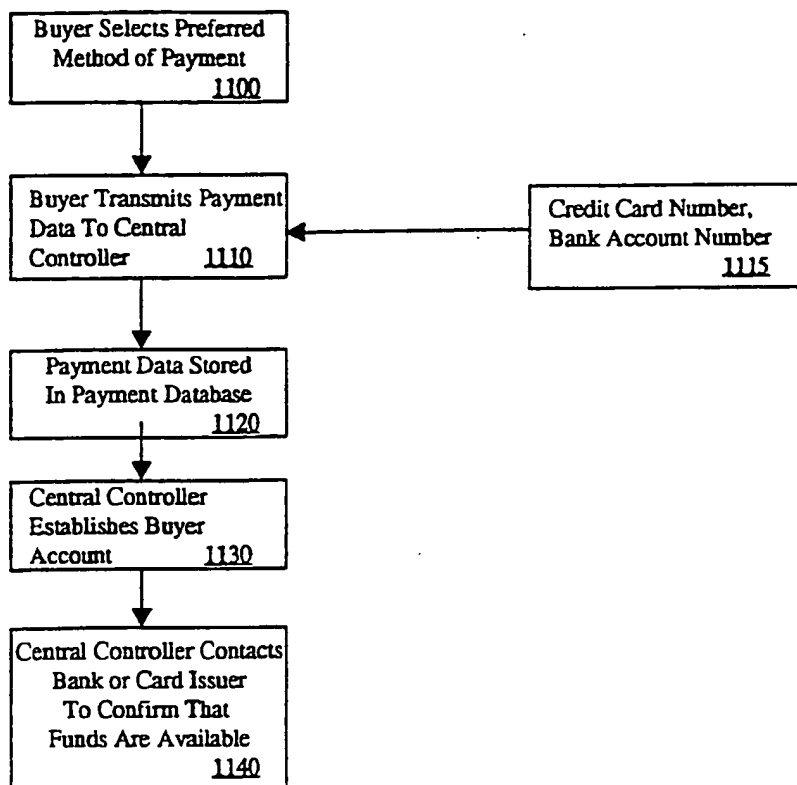 Buyer Selects Preferred
Method of Payment
1100
Buyer Transmits Payment
Data To Central
Controller 1110
Credit Card Number,
Bank Account Number
1115
Payment Data Stored
In Payment Database
1120
Central Controller
Establishes Buyer
Account 1130
Central Controller Contacts
Bank or Card Issuer
To Confirm That
Funds Are Available
1140